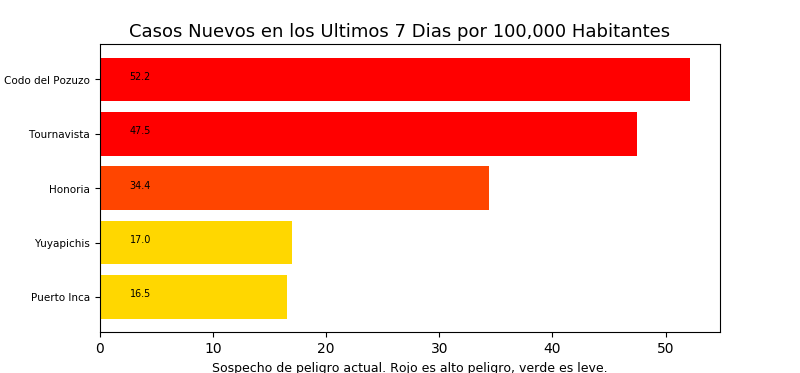 Casos Nuevos en los Ultimos 7 Dias por 100,000 Habitantes
Codo del Pozuzo 52.2
Tournavista 47.5
Honoria 34.4
Yuyapichis 17.0
Puerto Inca 16.5
0 10 20 30 40 50
Sospecho de peligro actual. Rojo es alto peligro, verde es leve.